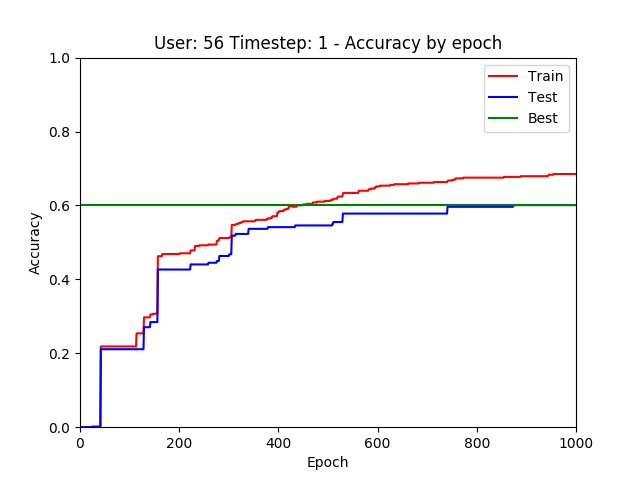 User: 56 Timestep: 1 - Accuracy by epoch
1.0
0.8
0.6
0.4
0.2
0.0
Accuracy
Train
Test
Best
0 200 400 600 800 1000
Epoch